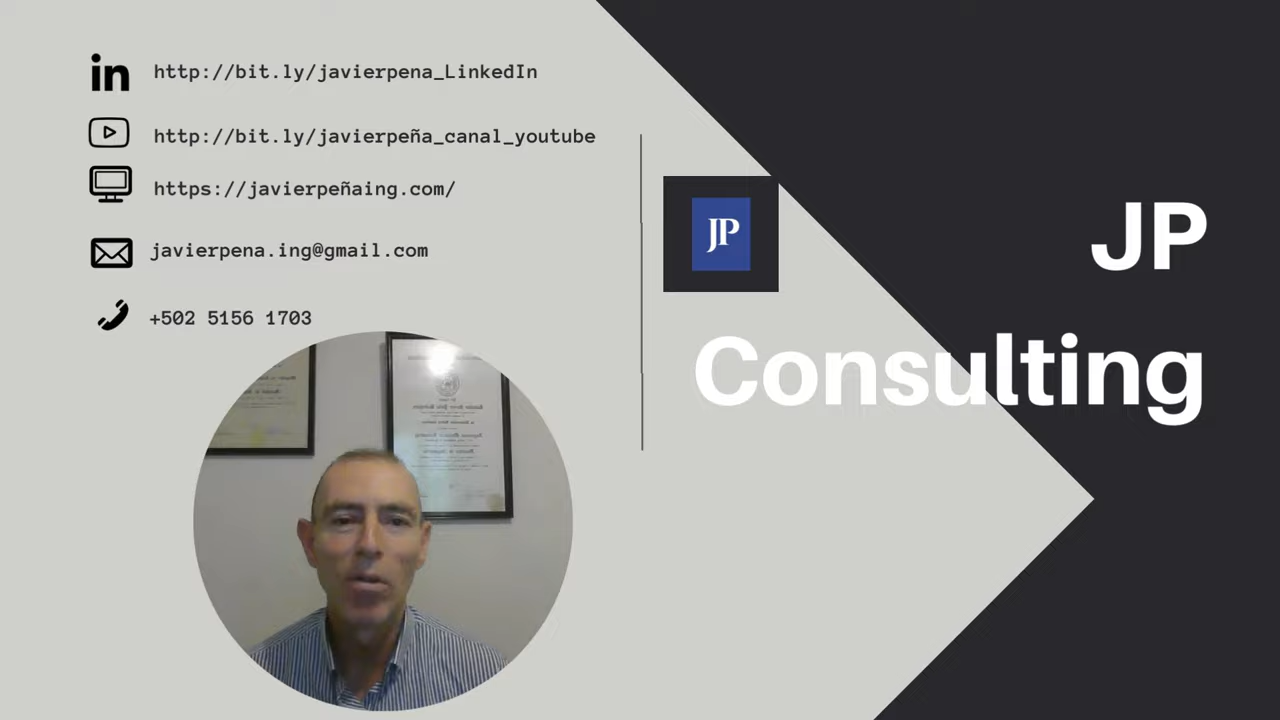 http://bit.ly/javierpena_LinkedIn
http://bit.ly/javierpeña_canal_youtube
https://javierpeñaing.com/
javierpena.ing@gmail.com
+502 5156 1703
JP
JP
Consulting